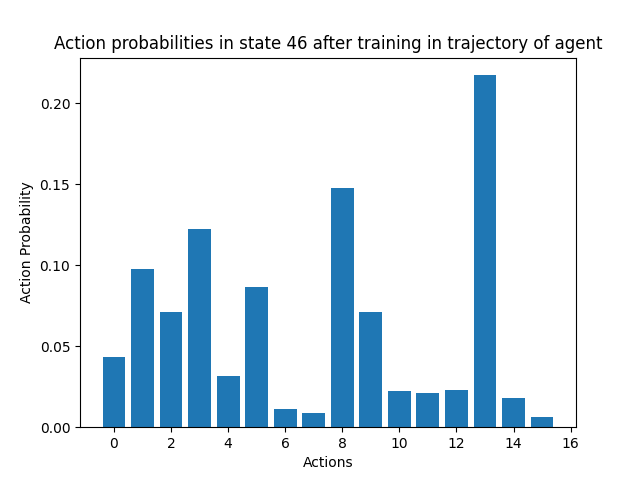 Action probabilities in state 46 after training in trajectory of agent
0.20
0.15
0.10
0.05
0.00
Action Probability
0 2 4 6 8 10 12 14 16
Actions